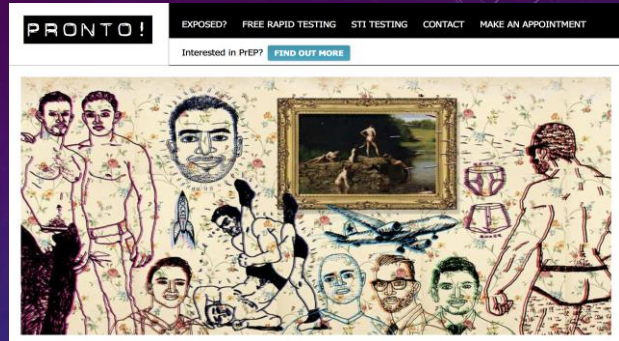 PRONTO!
EXPOSED? FREE RAPID TESTING STI TESTING CONTACT MAKE AN APPOINTMENT
Interested in PrEP? FIND OUT MORE